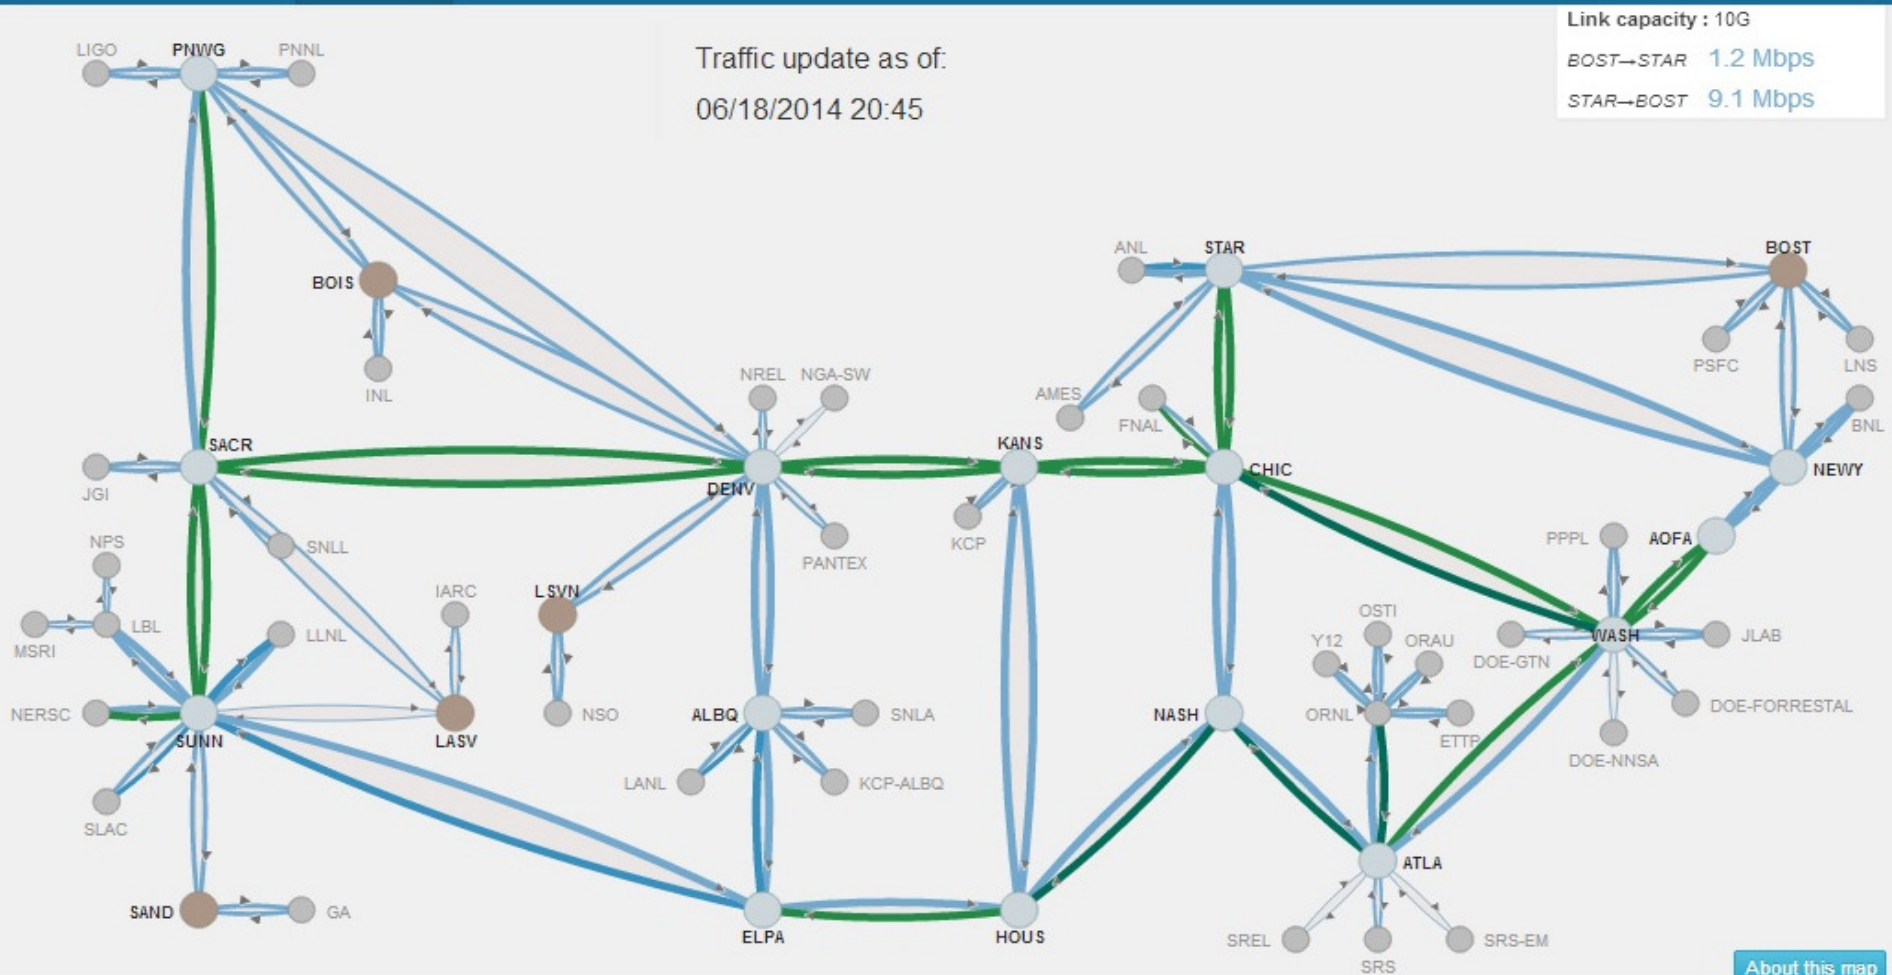 Link capacity : 10G
BOST→STAR 1.2 Mbps
STAR→BOST 9.1 Mbps
Traffic update as of:
06/18/2014 20:45
LIGO
PNWG
PNNL
BOIS
INL
ANL
STAR
BOST
PSFC
LNS
AMES
FNAL
BNL
NREL
NGA-SW
SACR
KANS
CHIC
NEWY
JGI
DENV
KCP
PANTEX
SNLL
NPS
PPPL
AOFA
LBL
MSRI
LLNL
IARC
LSVN
OSTI
Y12
ORAU
WASH
JLAB
DOE-GTN
NERSC
SUNN
LASV
NSO
ALBQ
SNLA
NASH
ORNL
ETTP
DOE-FORRESTAL
DOE-NNSA
LANL
KCP-ALBQ
SLAC
ATLA
SAND
GA
ELPA
HOUS
SREL
SRS
SRS-EM
About this map